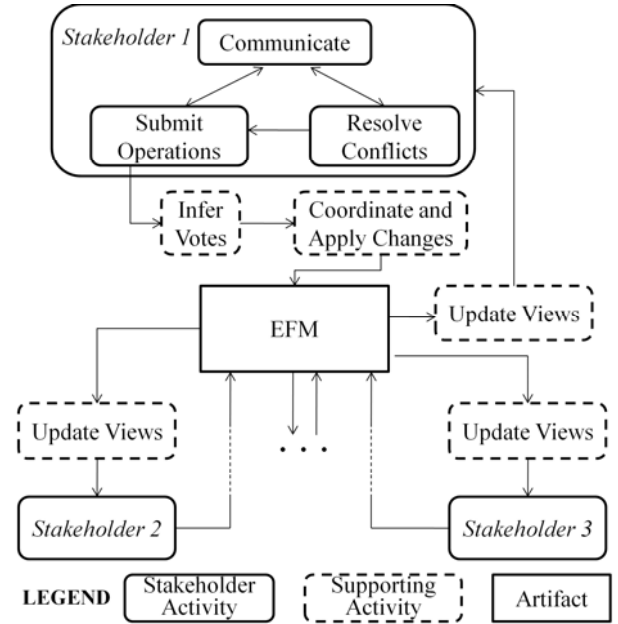 Stakeholder 1
Communicate
Submit
Operations
Resolve
Conflicts
Infer
Votes
Coordinate and
Apply Changes
EFM
Update Views
Update Views
Update Views
. . .
Stakeholder 2
Stakeholder 3
LEGEND
Stakeholder
Activity
Supporting
Activity
Artifact